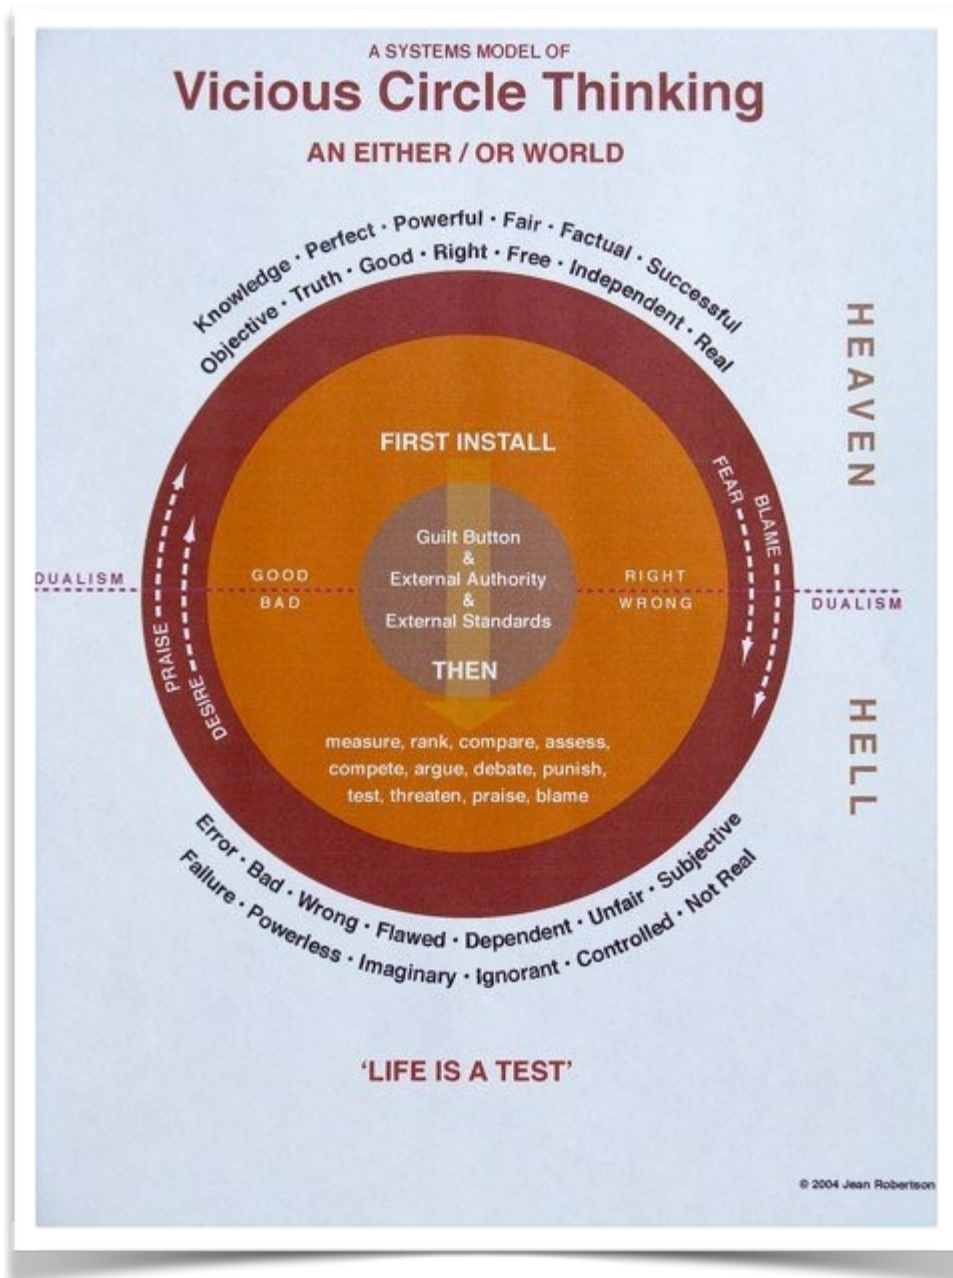 A SYSTEMS MODEL OF
Vicious Circle Thinking
AN EITHER / OR WORLD
Knowledge · Perfect · Powerful · Fair · Factual · Successful
Objective · Truth · Good · Right · Free · Independent · Real
HEAVEN
FIRST INSTALL
FEAR
BLAME
Guilt Button
&
External Authority
&
External Standards
DUALISM
GOOD
BAD
RIGHT
WRONG
DUALISM
PRAISE
DESIRE
THEN
HELL
measure, rank, compare, assess,
compete, argue, debate, punish,
test, threaten, praise, blame
Error · Bad · Wrong · Flawed · Dependent · Unfair · Subjective
Failure · Powerless · Imaginary · Ignorant · Controlled · Not Real
‘LIFE IS A TEST’
© 2004 Jean Robertson